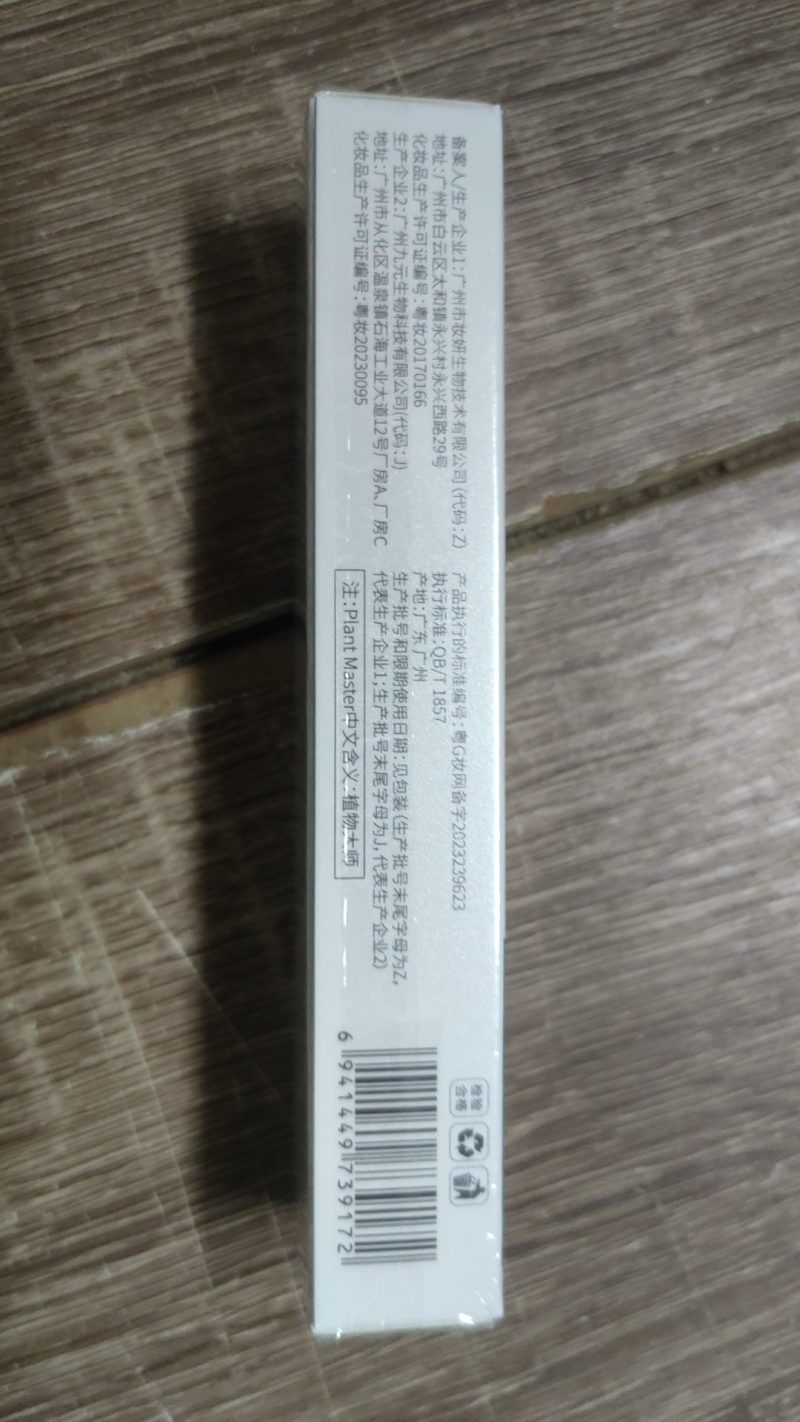 备案人/生产企业1:广州市妆妍生物技术有限公司(代码:Z)
地址:广州市白云区太和镇永兴村永兴西路29号
化妆品生产许可证编号:粤妆20170166
生产企业2:广州九元生物科技有限公司(代码:J)
地址:广州市从化区温泉镇石海工业大道12号厂房A、厂房C
化妆品生产许可证编号:粤妆20230095
产品执行的标准编号:粤G妆网备字2023239623
执行标准:QB/T 1857
产地:广东广州
生产批号和限期使用日期:见包装(生产批号末尾字母为Z,
代表生产企业1;生产批号末尾字母为J,代表生产企业2)
注:Plant Master中文含义:植物大师
检验
合格
6 941449 739172